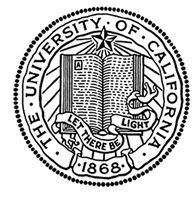 ·THE·UNIVERSITY·OF·CALIFORNIA·
A
LET THERE BE LIGHT
·1868·